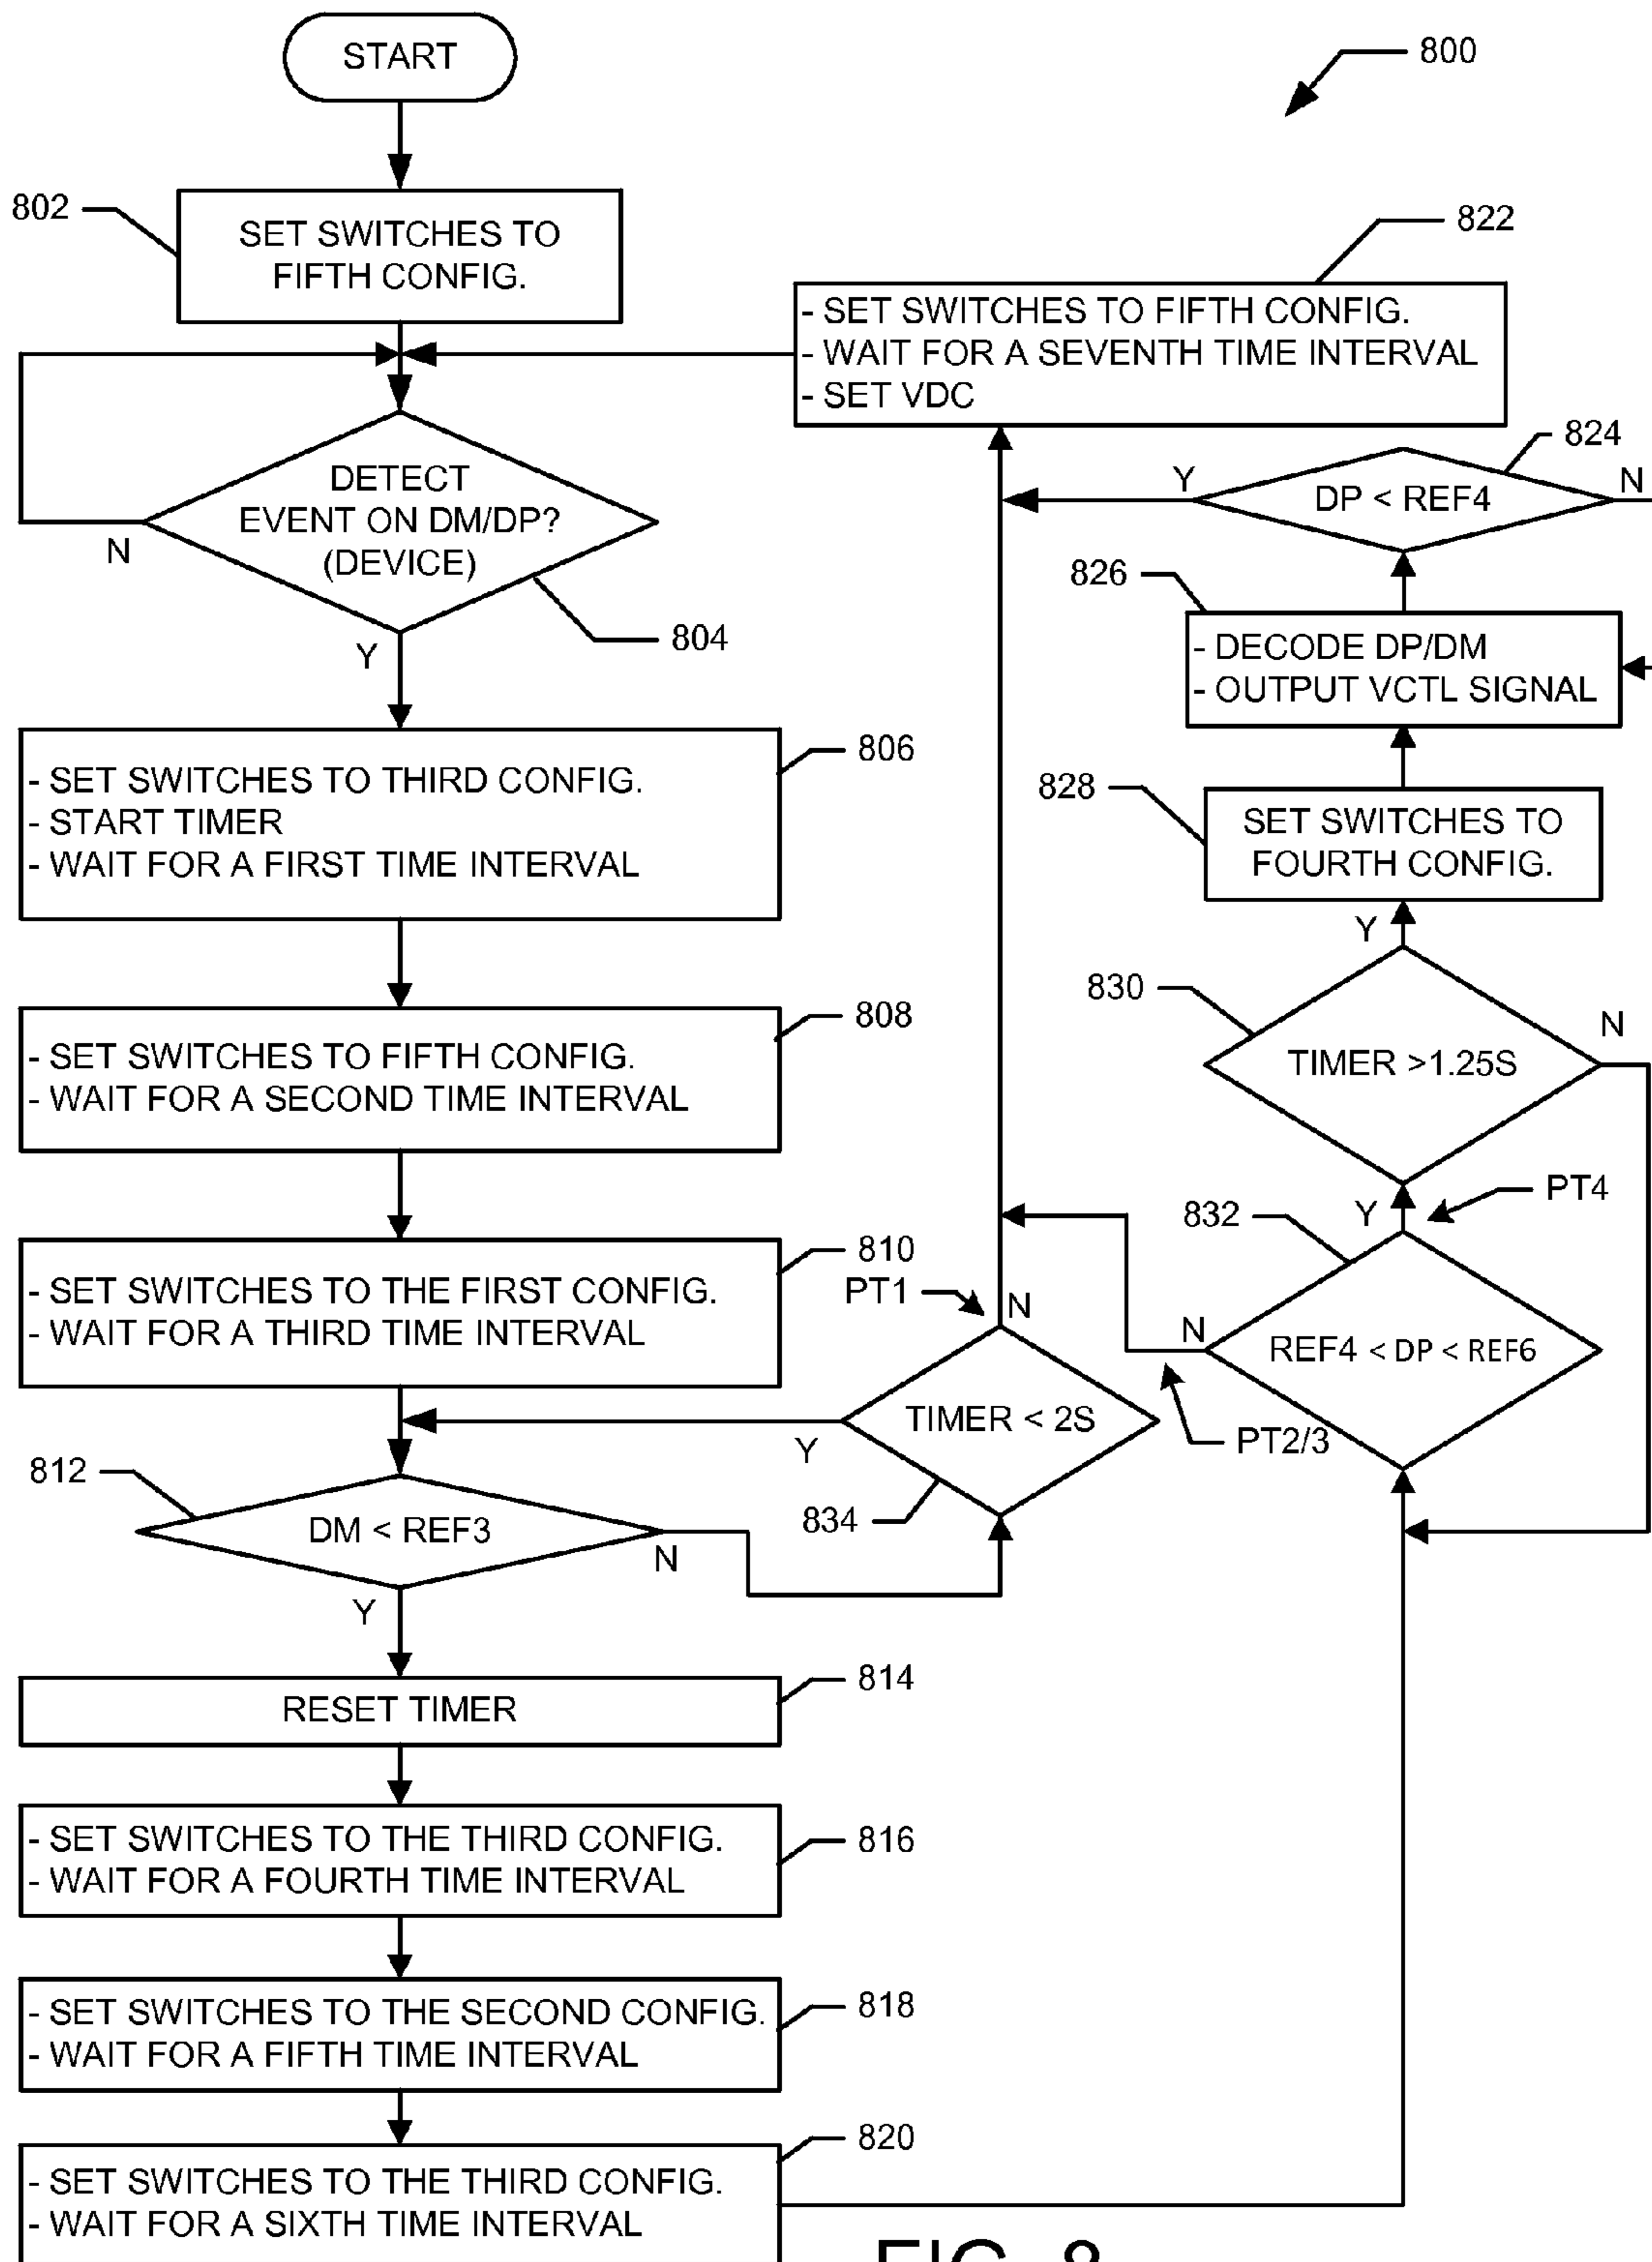 START
800
802
SET SWITCHES TO
FIFTH CONFIG.
822
- SET SWITCHES TO FIFTH CONFIG.
- WAIT FOR A SEVENTH TIME INTERVAL
- SET VDC
DETECT
EVENT ON DM/DP?
(DEVICE)
N
Y
804
824
Y
DP < REF4
N
826
- DECODE DP/DM
- OUTPUT VCTL SIGNAL
806
- SET SWITCHES TO THIRD CONFIG.
- START TIMER
- WAIT FOR A FIRST TIME INTERVAL
828
SET SWITCHES TO
FOURTH CONFIG.
Y
830
TIMER >1.25S
N
808
- SET SWITCHES TO FIFTH CONFIG.
- WAIT FOR A SECOND TIME INTERVAL
PT4
832
Y
810
- SET SWITCHES TO THE FIRST CONFIG.
- WAIT FOR A THIRD TIME INTERVAL
PT1
N
N
REF4 < DP < REF6
PT2/3
TIMER < 2S
Y
834
812
DM < REF3
N
Y
814
RESET TIMER
816
- SET SWITCHES TO THE THIRD CONFIG.
- WAIT FOR A FOURTH TIME INTERVAL
818
- SET SWITCHES TO THE SECOND CONFIG.
- WAIT FOR A FIFTH TIME INTERVAL
820
- SET SWITCHES TO THE THIRD CONFIG.
- WAIT FOR A SIXTH TIME INTERVAL
FIG. 8